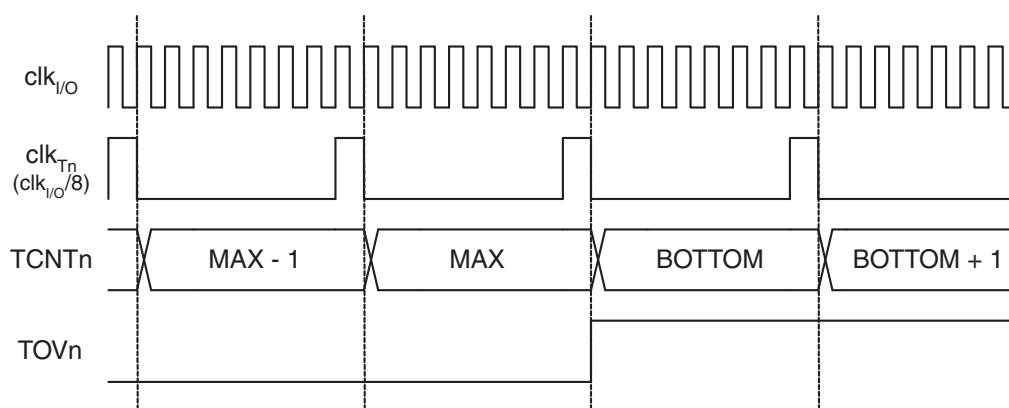 clkI/O
clkTn
(clkI/O/8)
TCNTn MAX - 1 MAX BOTTOM BOTTOM + 1
TOVn